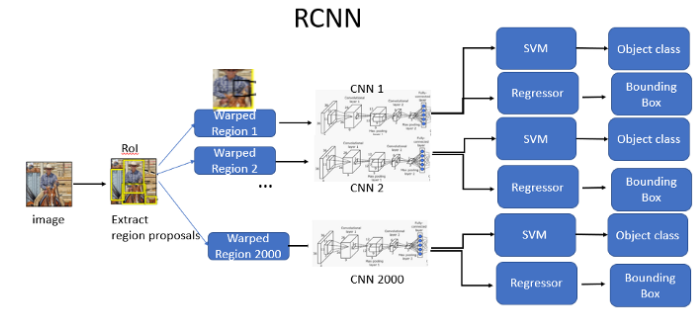 RCNN
RoI
image
Extract
region proposals
Warped
Region 1
Warped
Region 2
...
Warped
Region 2000
CNN 1
CNN 2
CNN 2000
SVM
Object class
Regressor
Bounding
Box
SVM
Object class
Regressor
Bounding
Box
SVM
Object class
Regressor
Bounding
Box